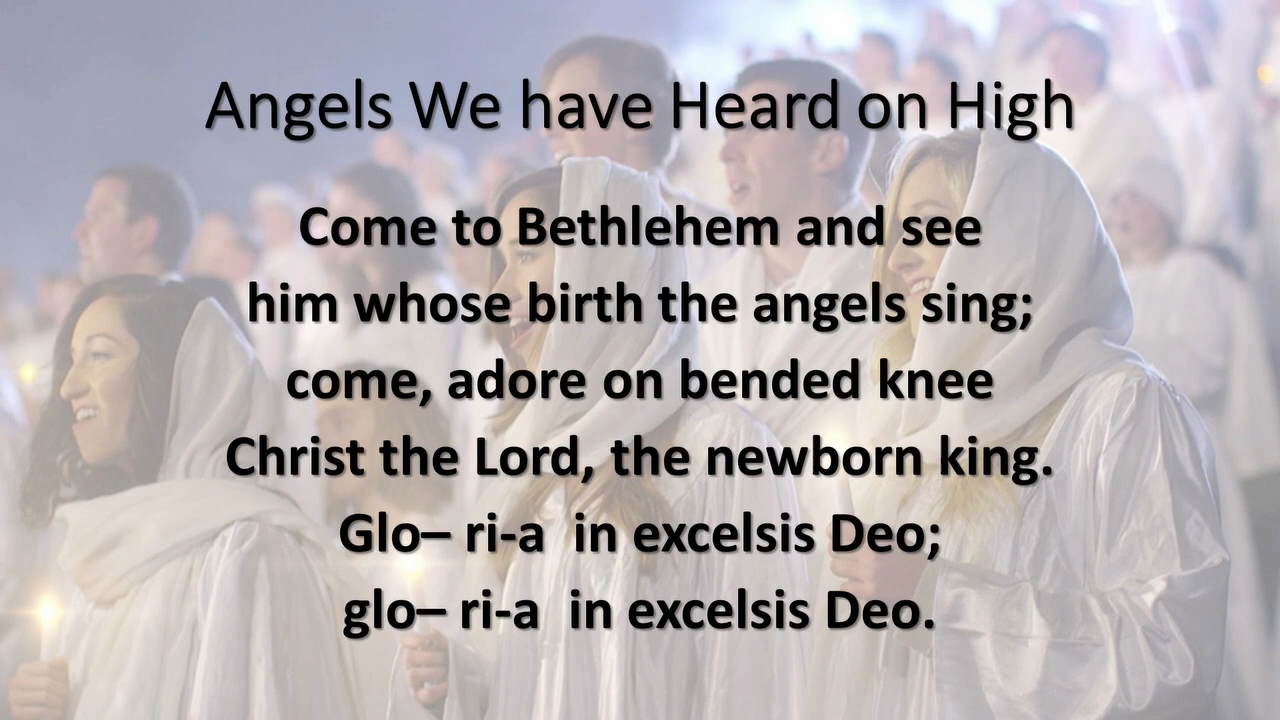 Angels We have Heard on High
Come to Bethlehem and see
him whose birth the angels sing;
come, adore on bended knee
Christ the Lord, the newborn king.
Glo– ri-a  in excelsis Deo;
glo– ri-a  in excelsis Deo.